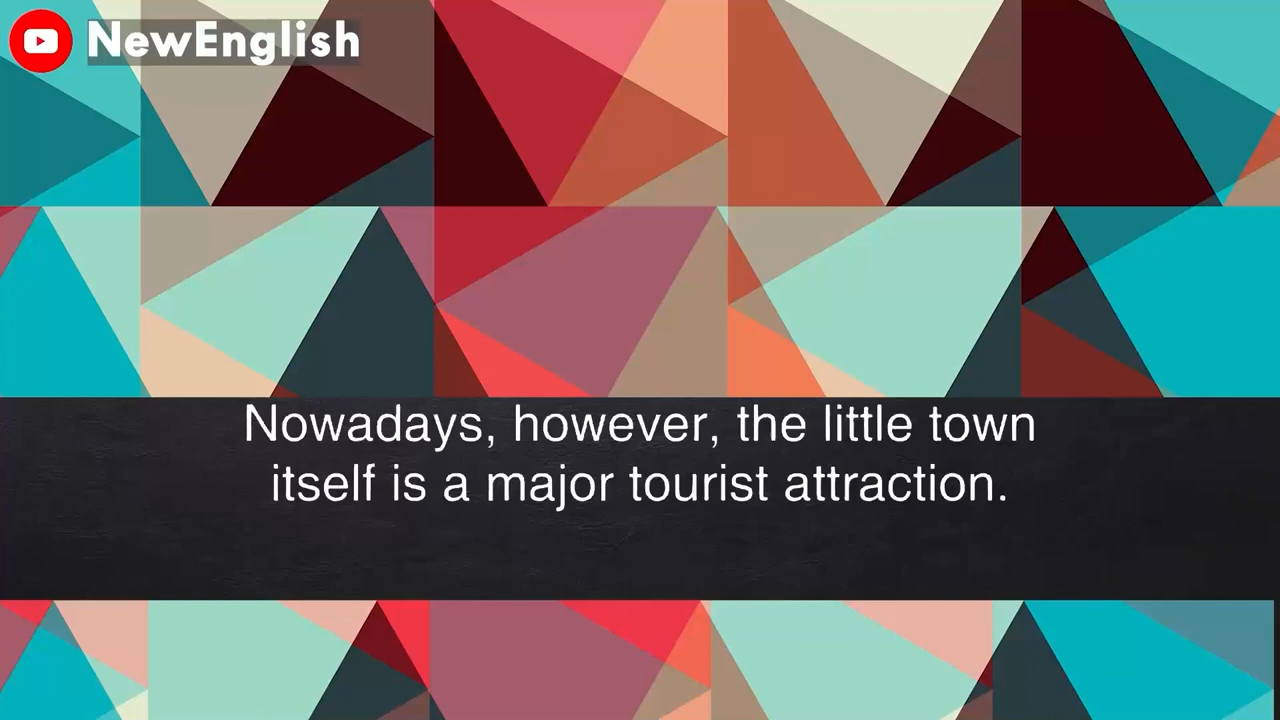 NewEnglish
Nowadays, however, the little town
itself is a major tourist attraction.